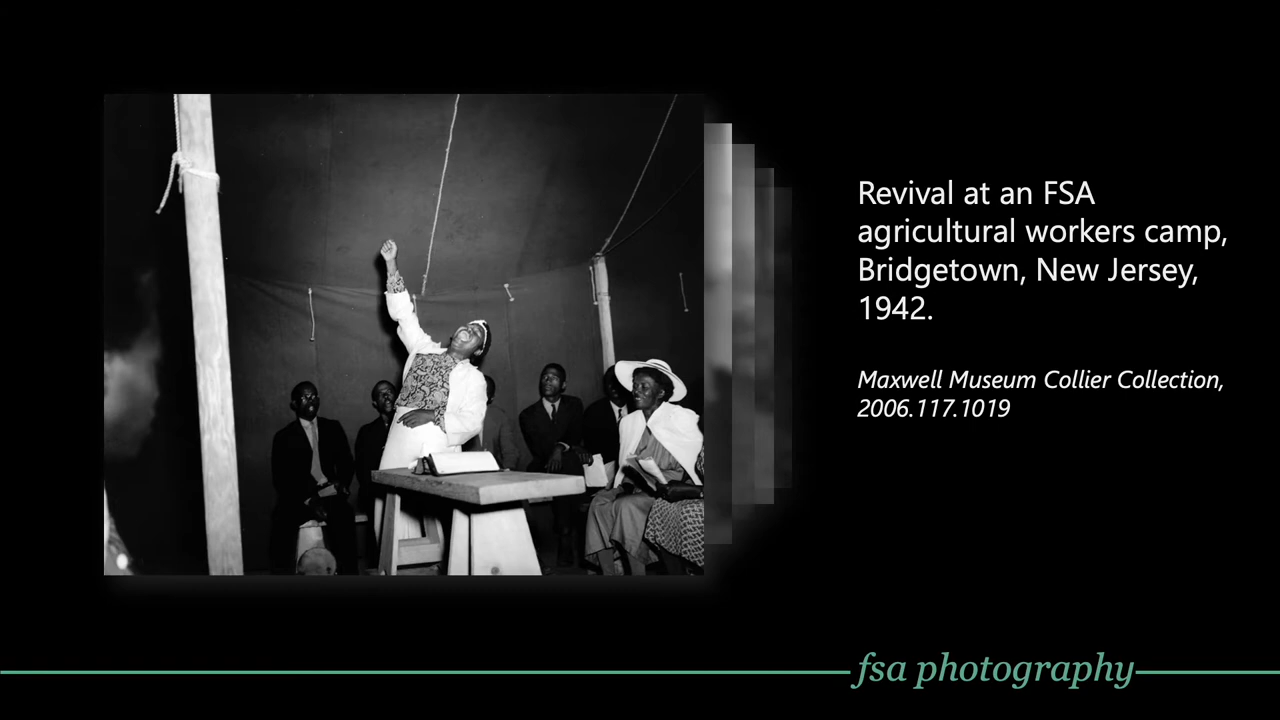 Revival at an FSA
agricultural workers camp,
Bridgetown, New Jersey,
1942.
Maxwell Museum Collier Collection,
2006.117.1019
fsa photography